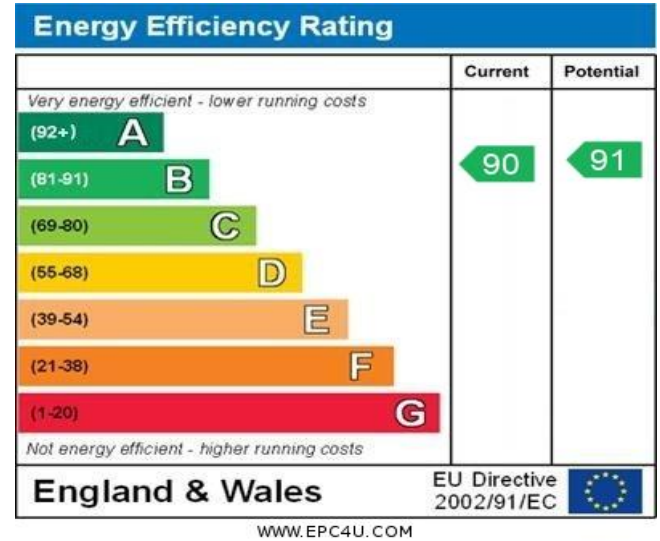 Energy Efficiency Rating
Current Potential
Very energy efficient - lower running costs
(92+) A
(81-91) B
90 91
(69-80) C
(55-68) D
(39-54) E
(21-38) F
(1-20) G
Not energy efficient - higher running costs
England & Wales
EU Directive
2002/91/EC
WWW.EPC4U.COM